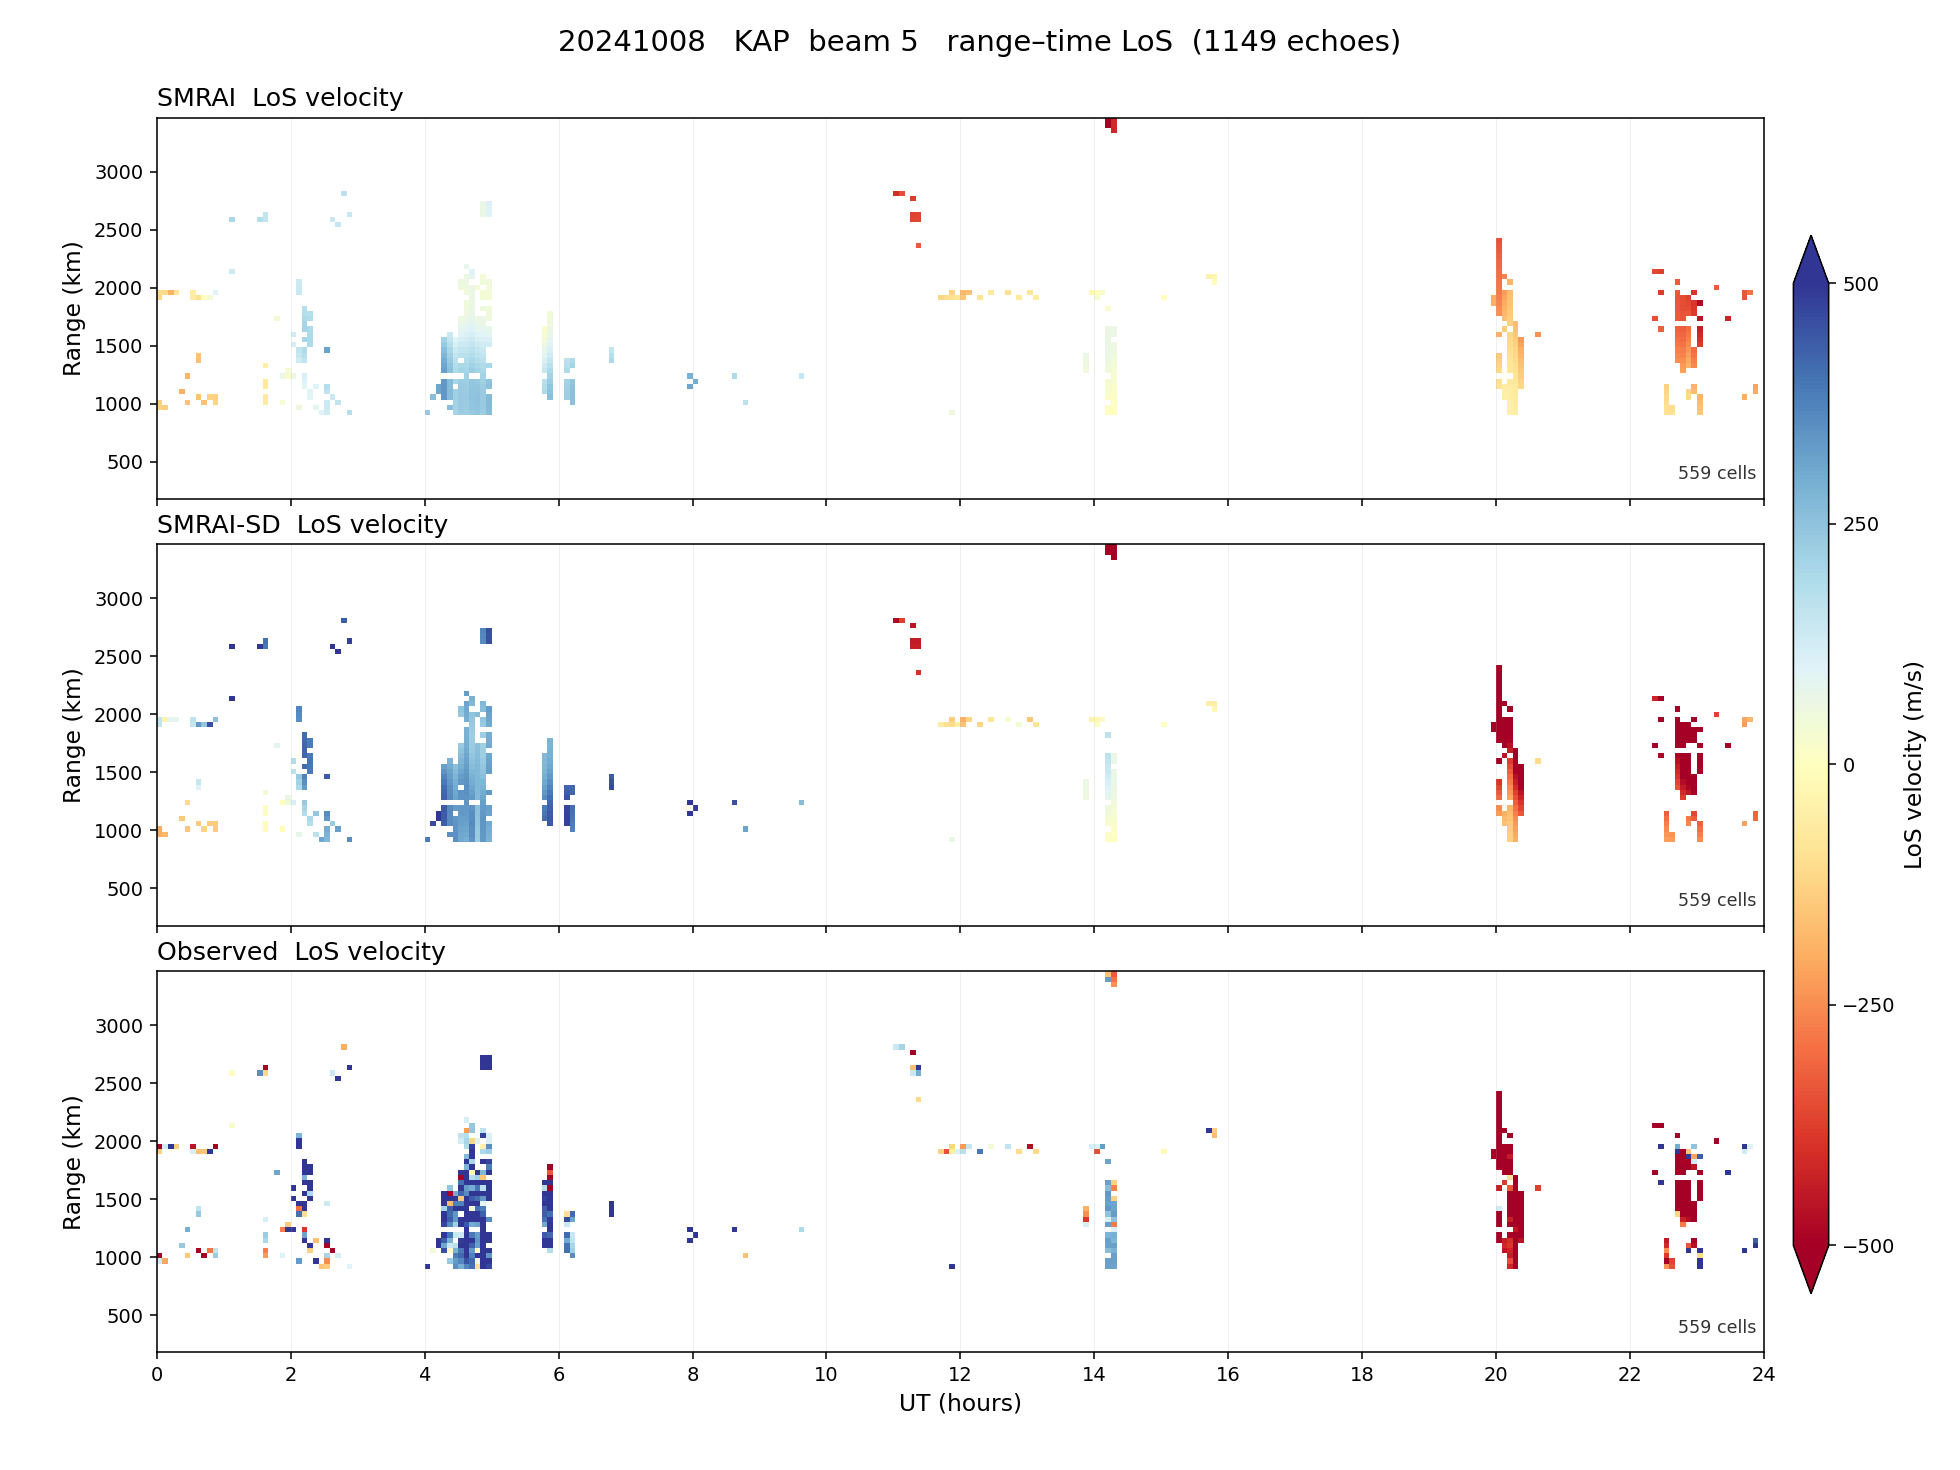 20241008   KAP  beam 5   range–time LoS  (1149 echoes)
SMRAI  LoS velocity
Range (km)
3000
2500
2000
1500
1000
500
559 cells
SMRAI-SD  LoS velocity
Range (km)
3000
2500
2000
1500
1000
500
559 cells
Observed  LoS velocity
Range (km)
3000
2500
2000
1500
1000
500
559 cells
0 2 4 6 8 10 12 14 16 18 20 22 24
UT (hours)
500
250
0
−250
−500
LoS velocity (m/s)